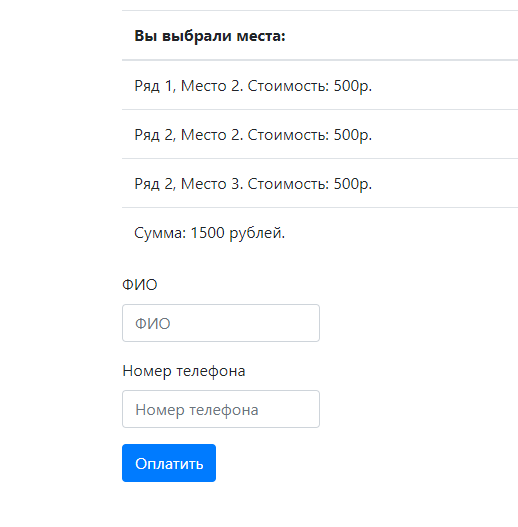 Вы выбрали места:
Ряд 1, Место 2. Стоимость: 500р.
Ряд 2, Место 2. Стоимость: 500р.
Ряд 2, Место 3. Стоимость: 500р.
Сумма: 1500 рублей.
ФИО
ФИО
Номер телефона
Номер телефона
Оплатить